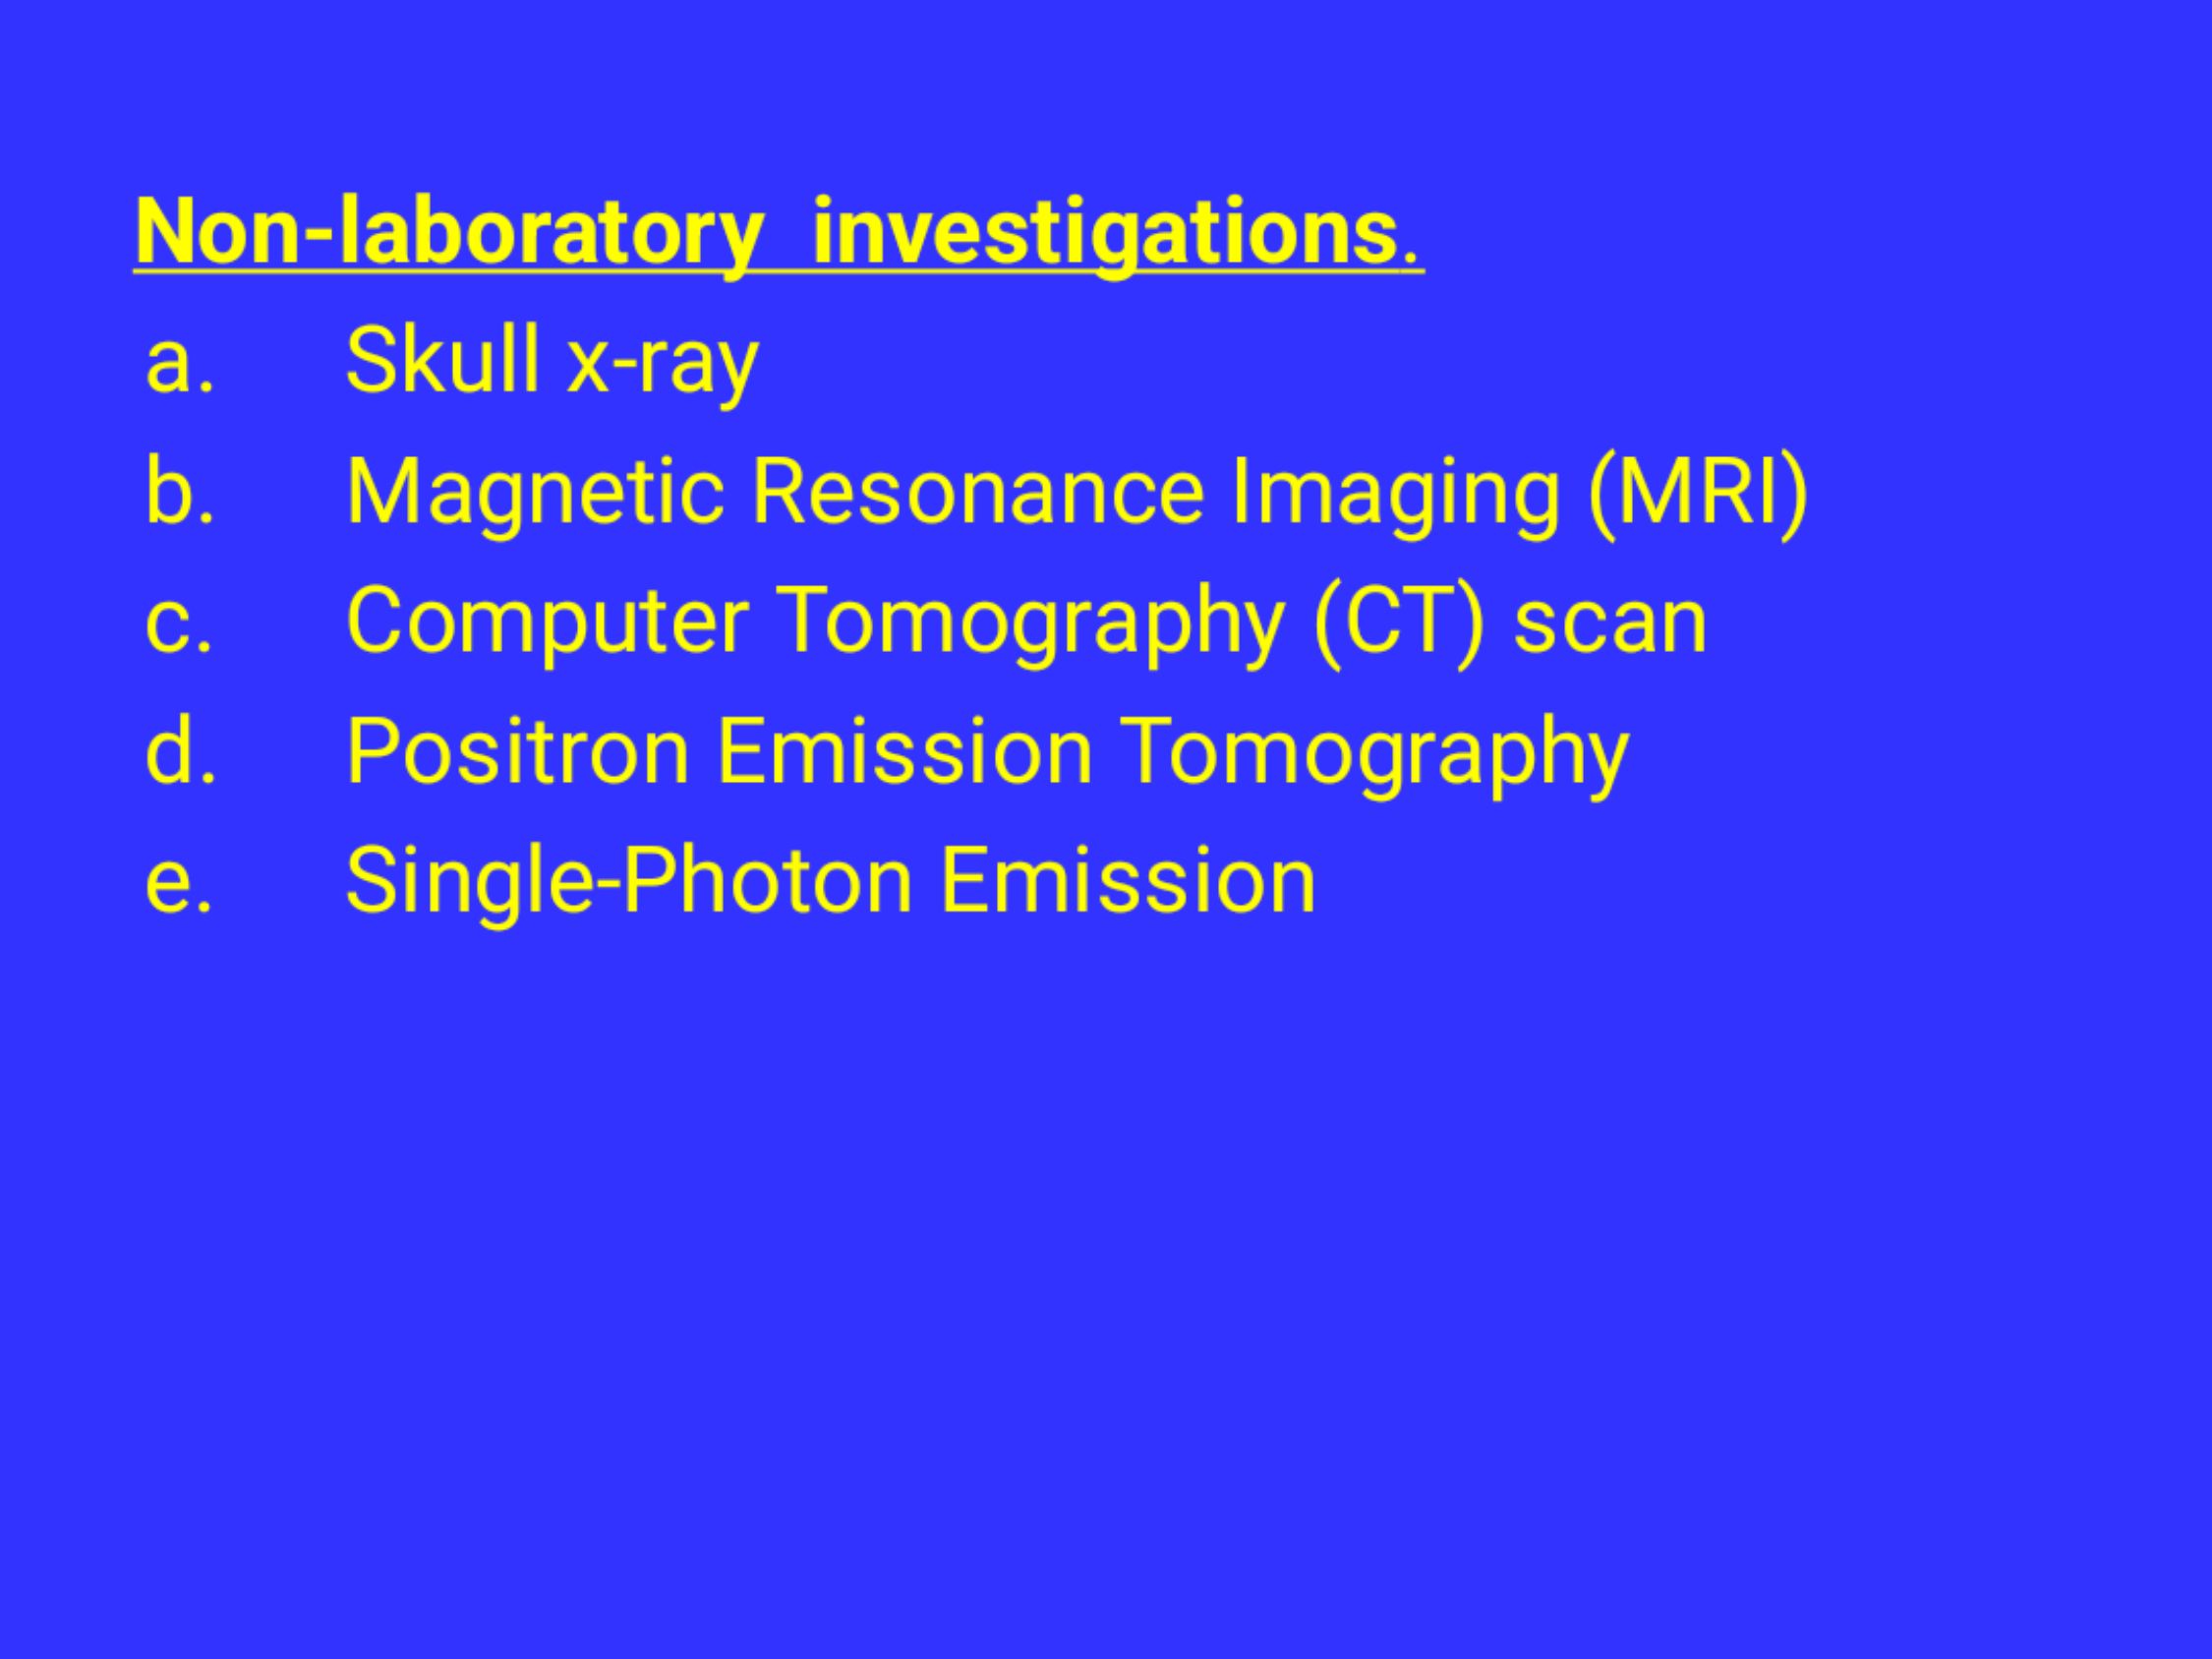 Non-laboratory investigations.
a. Skull x-ray
b. Magnetic Resonance Imaging (MRI)
c. Computer Tomography (CT) scan
d. Positron Emission Tomography
e. Single-Photon Emission